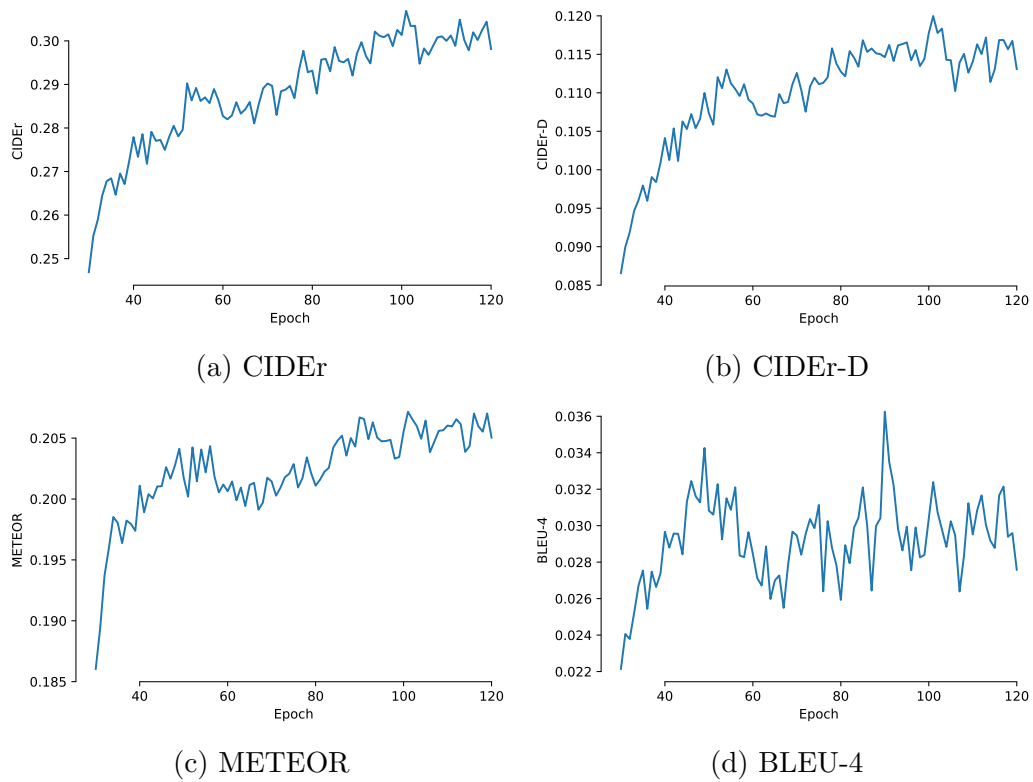 CIDEr
0.30
0.29
0.28
0.27
0.26
0.25
40 60 80 100 120
Epoch
(a) CIDEr
CIDEr-D
0.120
0.115
0.110
0.105
0.100
0.095
0.090
0.085
40 60 80 100 120
Epoch
(b) CIDEr-D
METEOR
0.205
0.200
0.195
0.190
0.185
40 60 80 100 120
Epoch
(c) METEOR
BLEU-4
0.036
0.034
0.032
0.030
0.028
0.026
0.024
0.022
40 60 80 100 120
Epoch
(d) BLEU-4